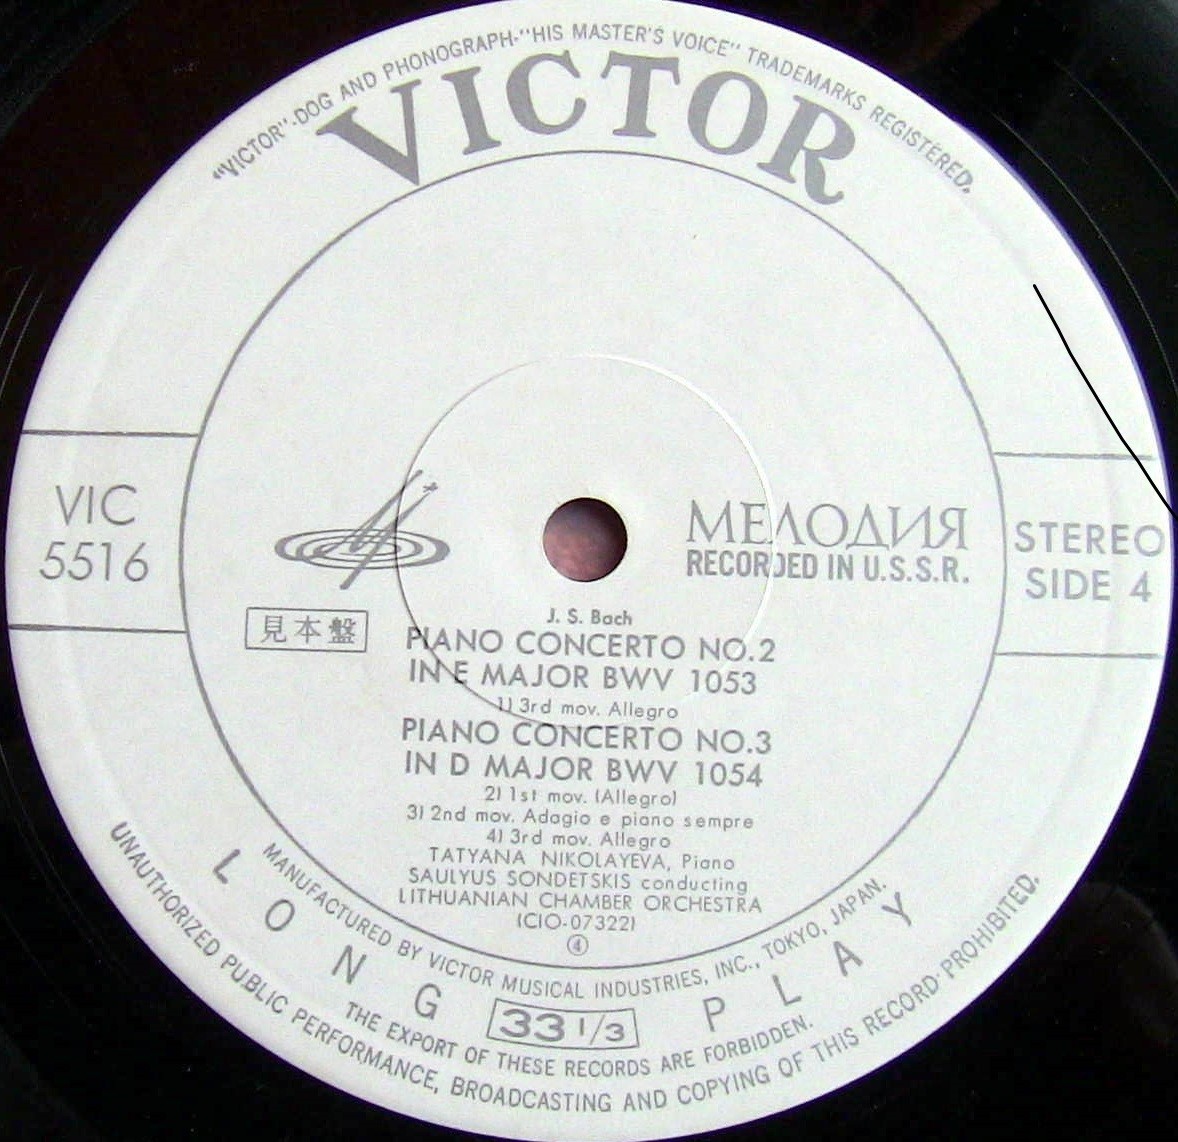 "VICTOR"-DOG AND PHONOGRAPH-"HIS MASTER'S VOICE" TRADEMARKS REGISTERED.
VICTOR
VIC
5516
МЕЛОДИЯ
RECORDED IN U.S.S.R.
STEREO
SIDE 4
見本盤
J. S. Bach
PIANO CONCERTO NO.2
IN E MAJOR BWV 1053
1) 3rd mov. Allegro
PIANO CONCERTO NO.3
IN D MAJOR BWV 1054
2) 1st mov. (Allegro)
3) 2nd mov. Adagio e piano sempre
4) 3rd mov. Allegro
TATYANA NIKOLAYEVA, Piano
SAULYUS SONDETSKIS conducting
LITHUANIAN CHAMBER ORCHESTRA
(CIO-07322)
④
MANUFACTURED BY VICTOR MUSICAL INDUSTRIES, INC., TOKYO, JAPAN.
LONG 33 1/3 PLAY
THE EXPORT OF THESE RECORDS ARE FORBIDDEN.
UNAUTHORIZED PUBLIC PERFORMANCE, BROADCASTING AND COPYING OF THIS RECORD·PROHIBITED.